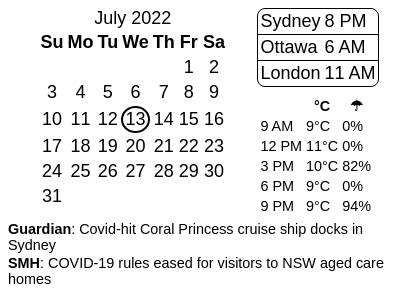 July 2022
Su Mo Tu We Th Fr Sa
1 2
3 4 5 6 7 8 9
10 11 12 13 14 15 16
17 18 19 20 21 22 23
24 25 26 27 28 29 30
31
Sydney 8 PM
Ottawa 6 AM
London 11 AM
°C ☂
9 AM 9°C 0%
12 PM 11°C 0%
3 PM 10°C 82%
6 PM 9°C 0%
9 PM 9°C 94%
Guardian: Covid-hit Coral Princess cruise ship docks in
Sydney
SMH: COVID-19 rules eased for visitors to NSW aged care
homes